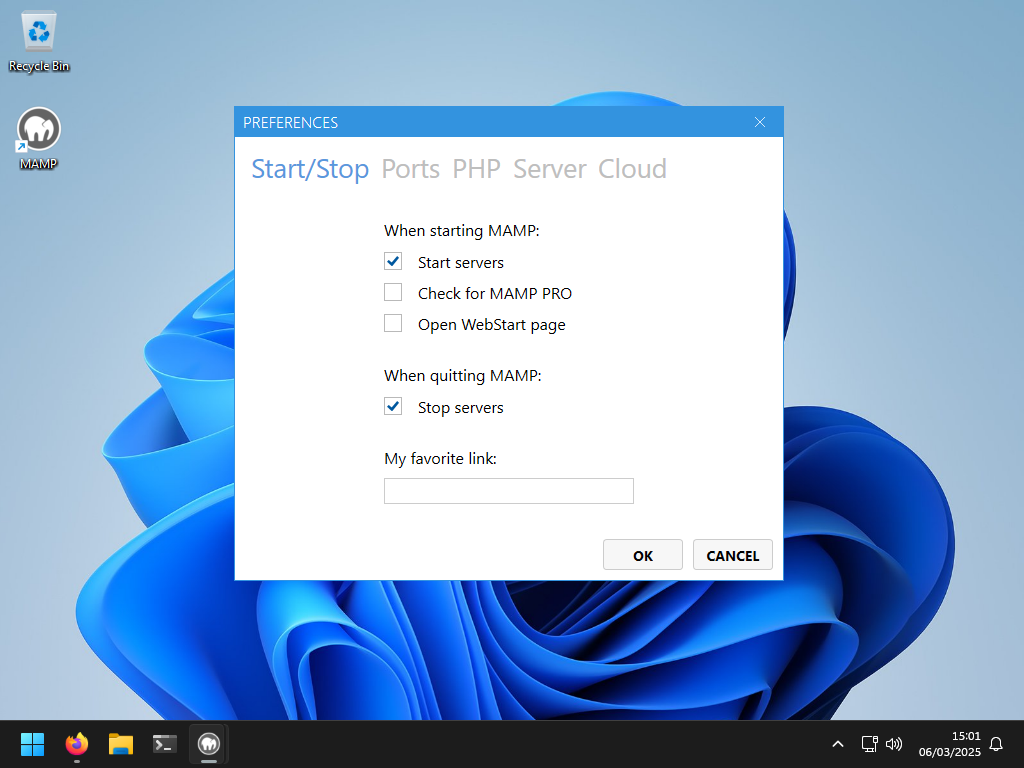 Recycle Bin
MAMP
PREFERENCES
Start/Stop Ports PHP Server Cloud
When starting MAMP:
Start servers
Check for MAMP PRO
Open WebStart page
When quitting MAMP:
Stop servers
My favorite link:
OK CANCEL
15:01
06/03/2025